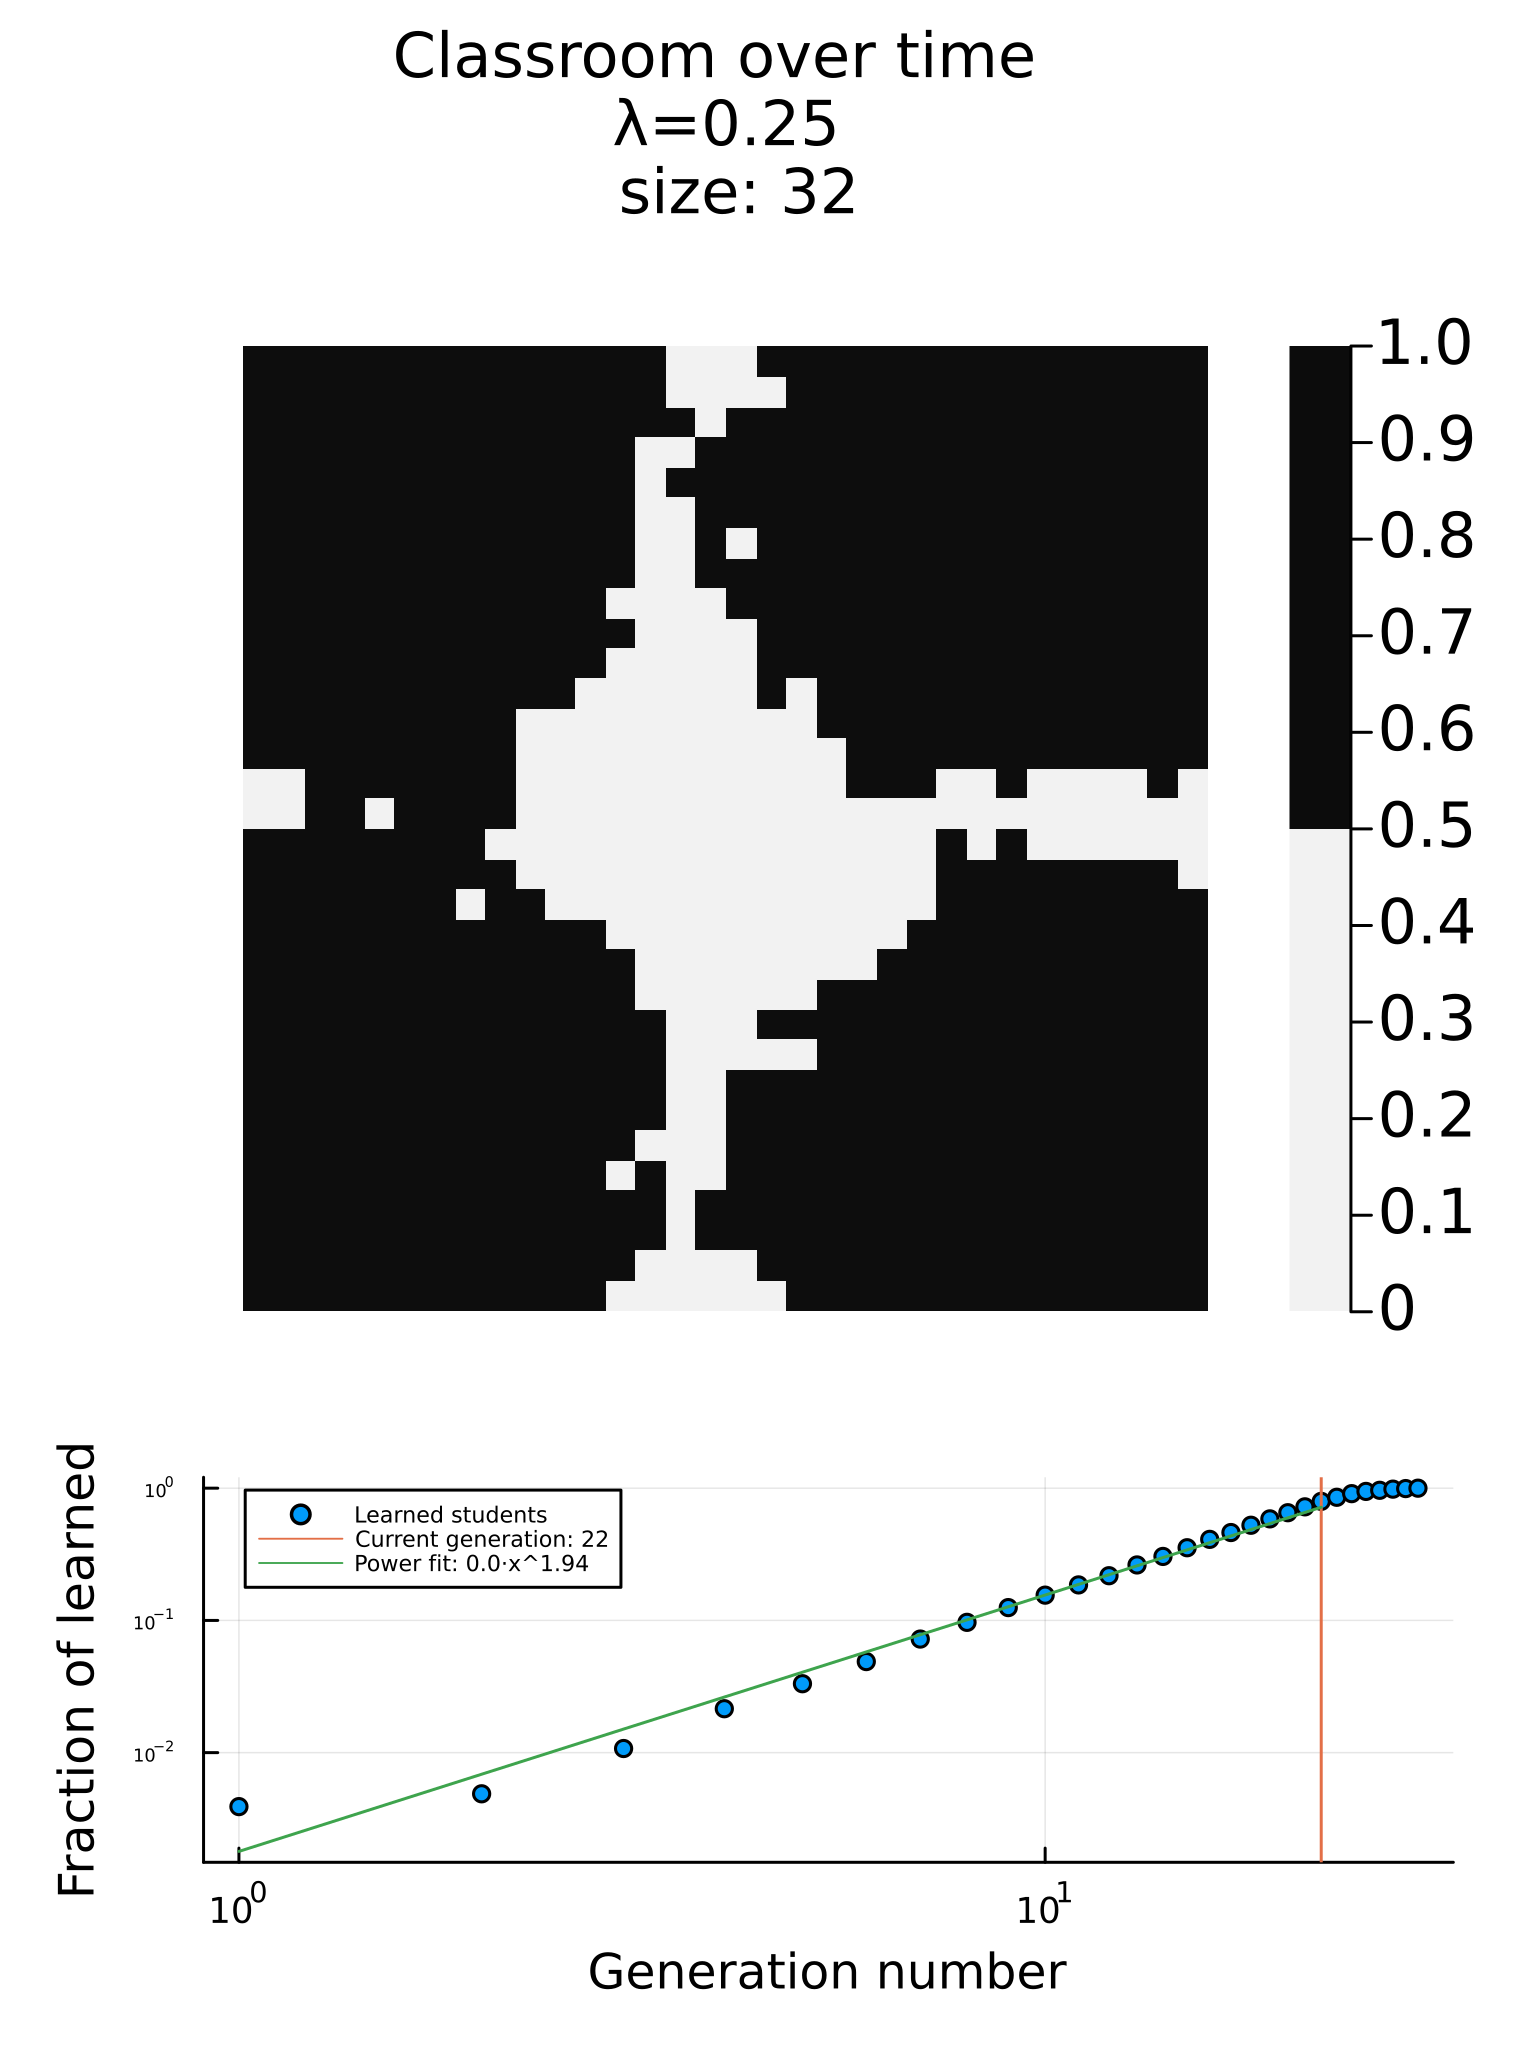 Classroom over time
λ=0.25
size: 32
1.0
0.9
0.8
0.7
0.6
0.5
0.4
0.3
0.2
0.1
0
Fraction of learned
10^0
10^-1
10^-2
Learned students
Current generation: 22
Power fit: 0.0·x^1.94
10^0
10^1
Generation number